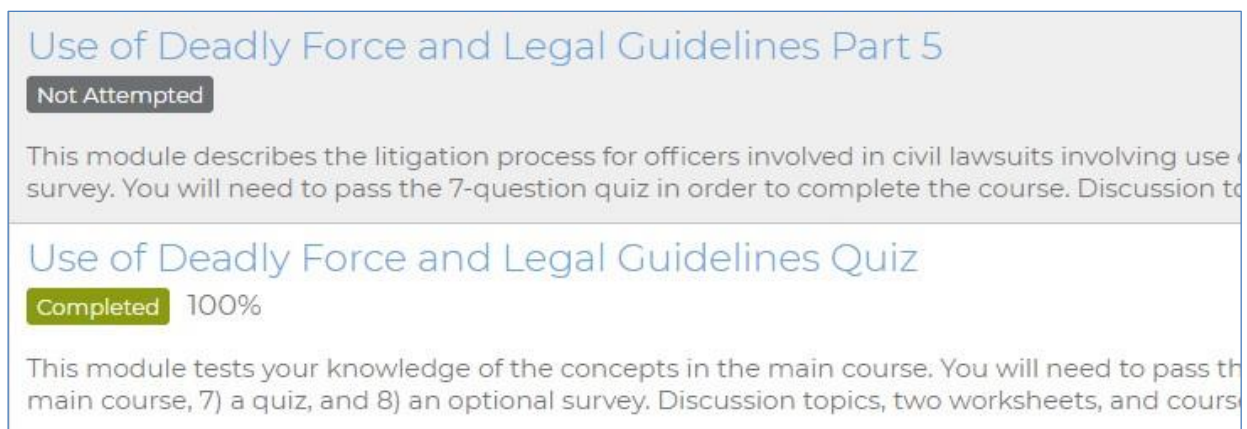 Use of Deadly Force and Legal Guidelines Part 5
Not Attempted
This module describes the litigation process for officers involved in civil lawsuits involving use
survey. You will need to pass the 7-question quiz in order to complete the course. Discussion
Use of Deadly Force and Legal Guidelines Quiz
Completed 100%
This module tests your knowledge of the concepts in the main course. You will need to pass
main course, 7) a quiz, and 8) an optional survey. Discussion topics, two worksheets, and